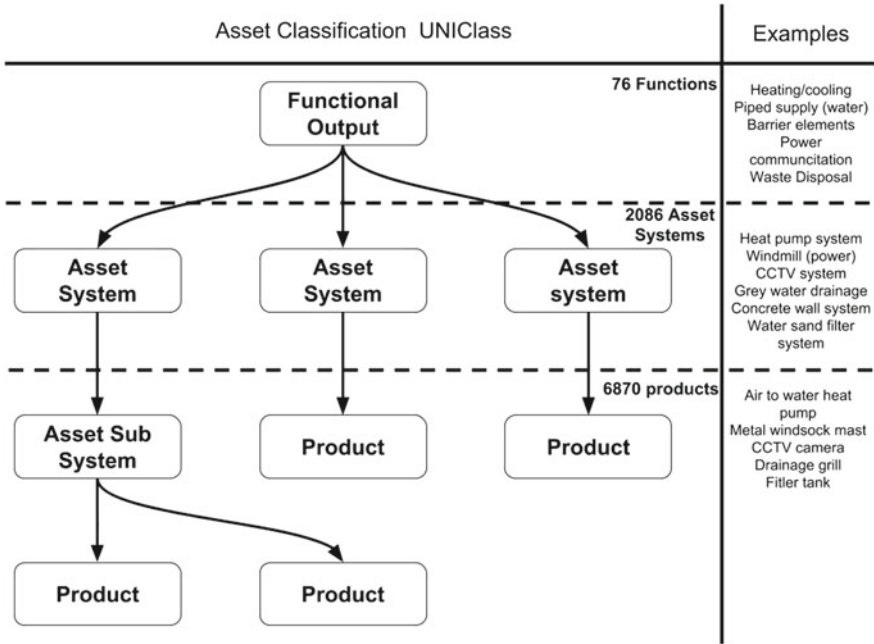 Asset Classification UNIClass
Examples
76 Functions
Functional
Output
Heating/cooling
Piped supply (water)
Barrier elements
Power
communcitation
Waste Disposal
2086 Asset
Systems
Asset
System
Asset
System
Asset
system
Heat pump system
Windmill (power)
CCTV system
Grey water drainage
Concrete wall system
Water sand filter
system
6870 products
Asset Sub
System
Product
Product
Air to water heat
pump
Metal windsock mast
CCTV camera
Drainage grill
Fitler tank
Product
Product